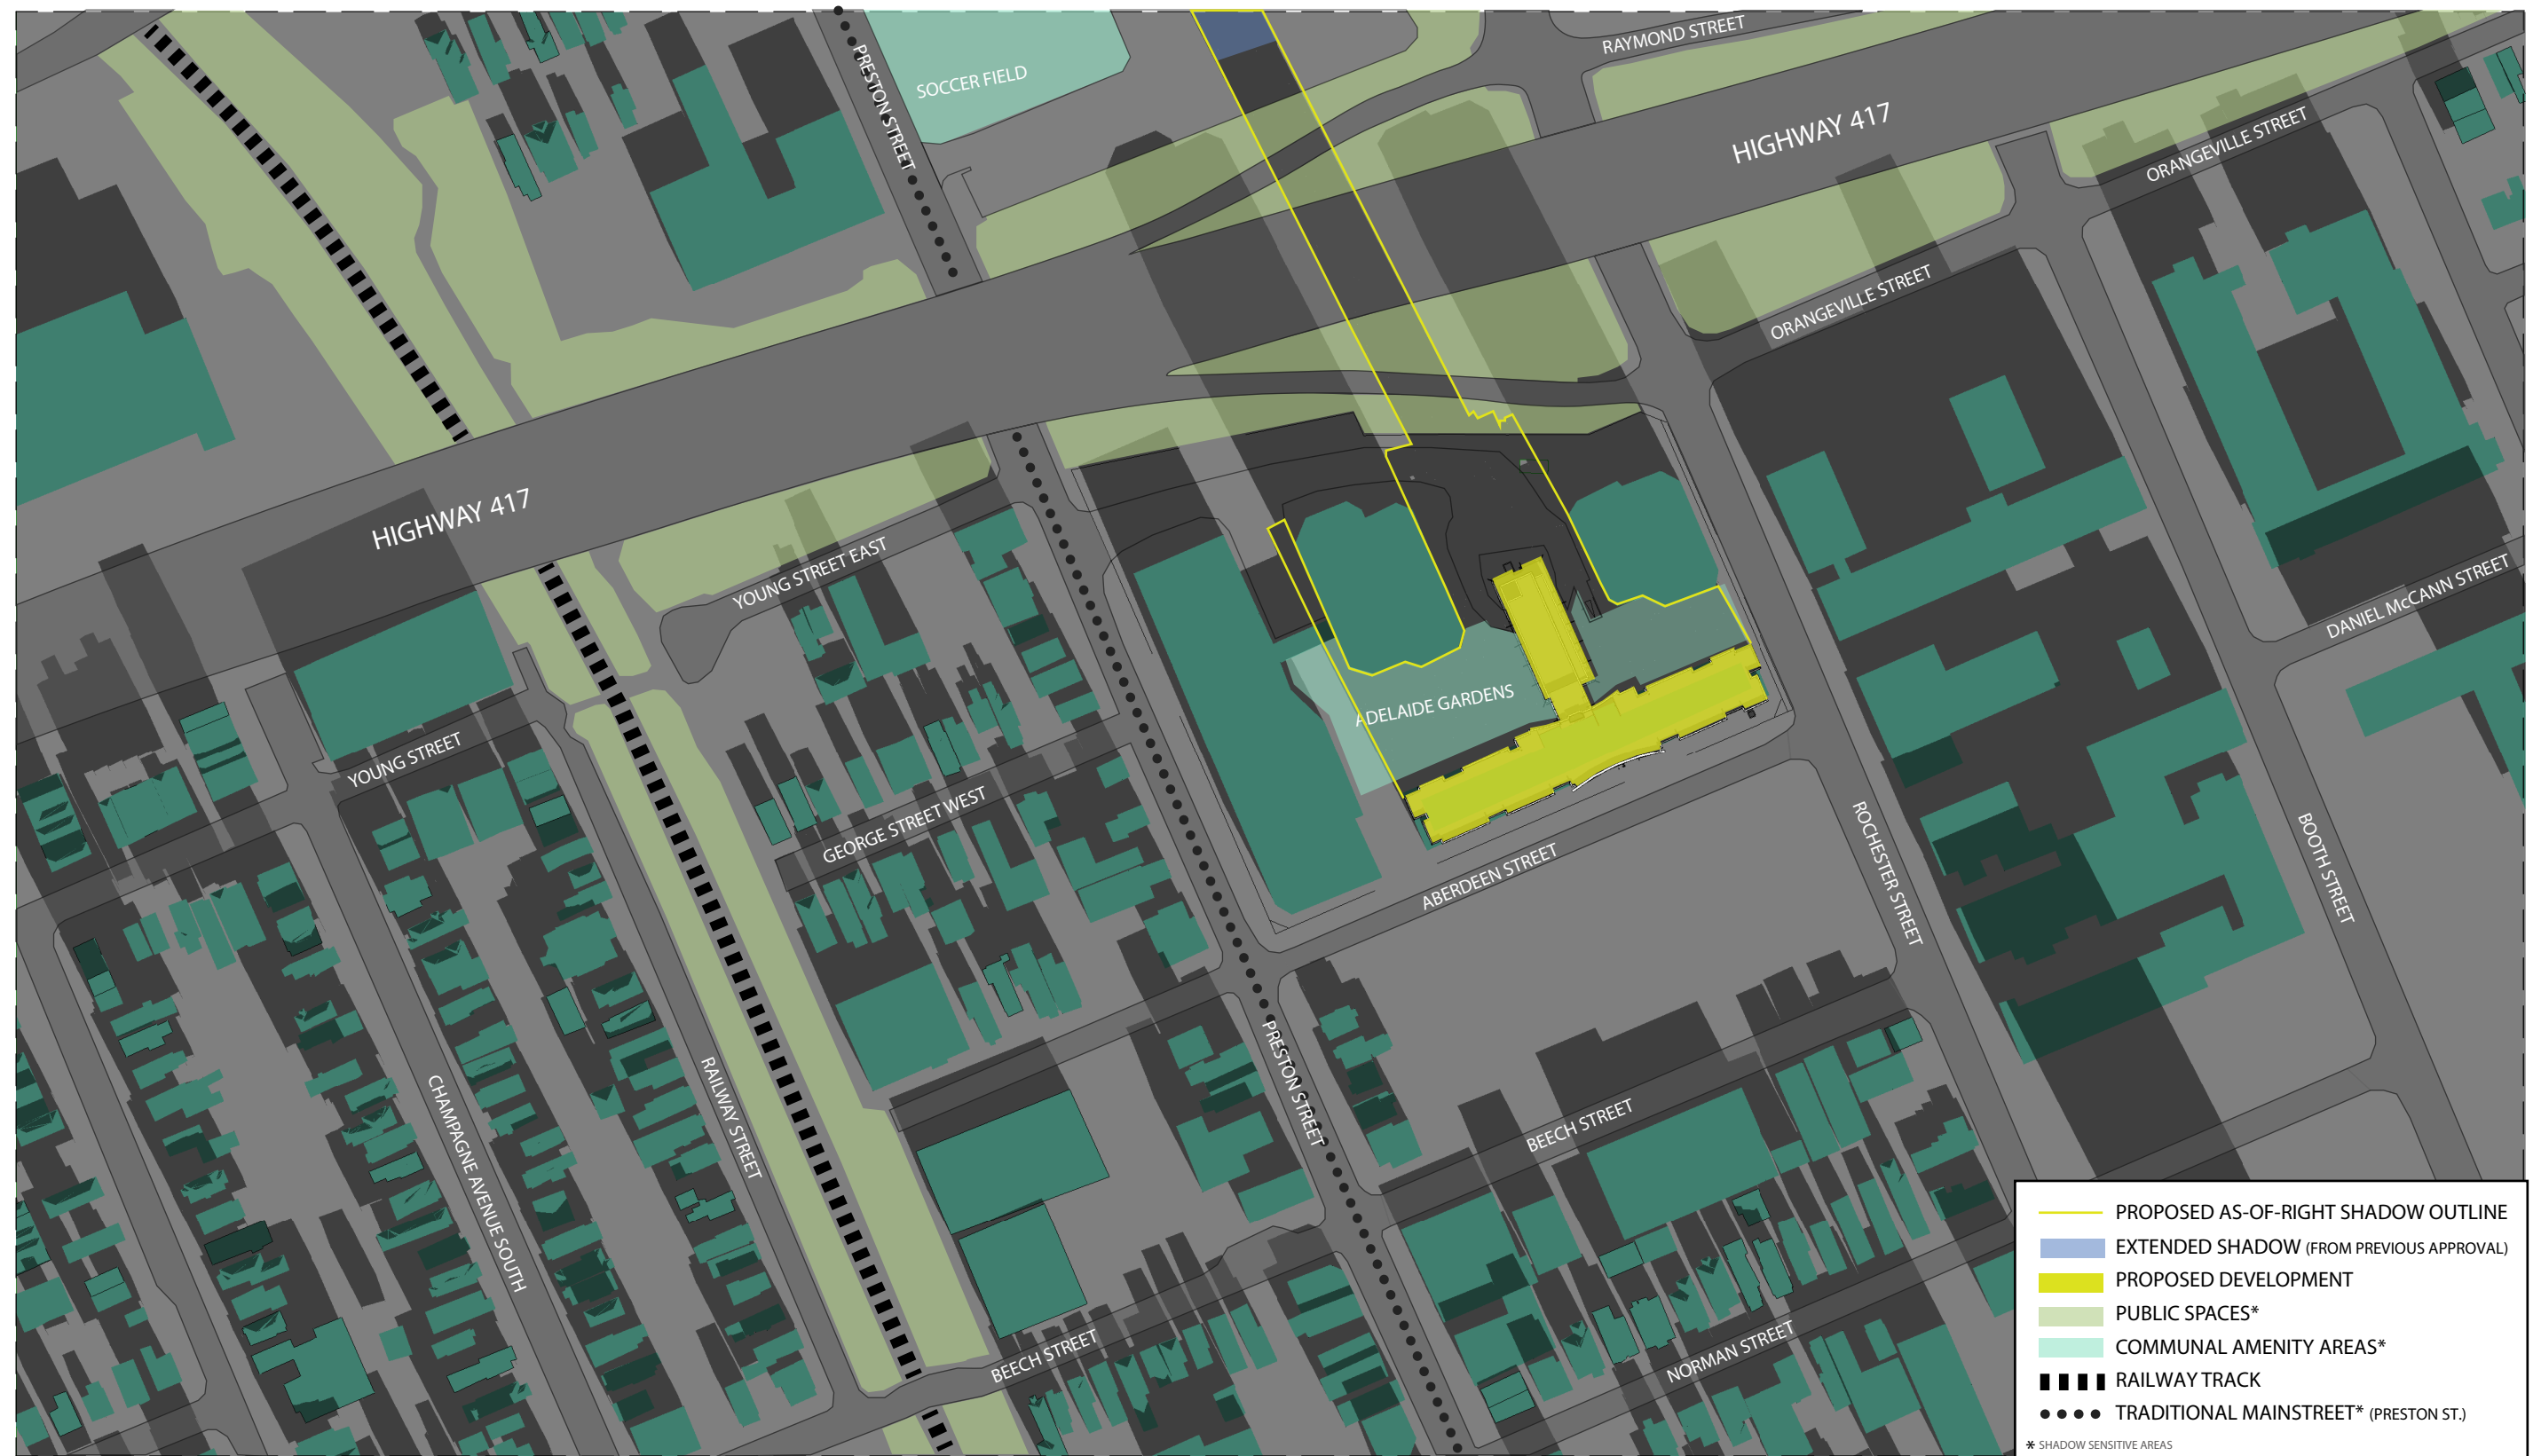 RAYMOND STREET
PRESTON STREET
SOCCER FIELD
HIGHWAY 417
ORANGEVILLE STREET
ORANGEVILLE STREET
HIGHWAY 417
YOUNG STREET EAST
DANIEL McCANN STREET
ADELAIDE GARDENS
YOUNG STREET
GEORGE STREET WEST
ABERDEEN STREET
ROCHESTER STREET
BOOTH STREET
PRESTON STREET
RAILWAY STREET
CHAMPAGNE AVENUE SOUTH
BEECH STREET
BEECH STREET
NORMAN STREET
PROPOSED AS-OF-RIGHT SHADOW OUTLINE
EXTENDED SHADOW (FROM PREVIOUS APPROVAL)
PROPOSED DEVELOPMENT
PUBLIC SPACES*
COMMUNAL AMENITY AREAS*
RAILWAY TRACK
TRADITIONAL MAINSTREET* (PRESTON ST.)
* SHADOW SENSITIVE AREAS